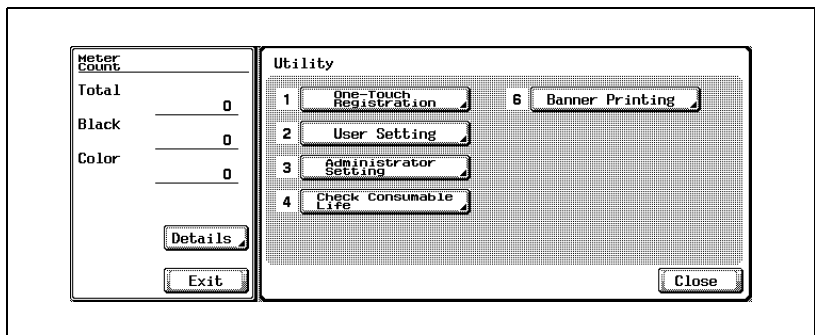 Meter
Count
Total
0
Black
0
Color
0
Details
Exit
Utility
1 One-Touch
Registration
2 User Setting
3 Administrator
Setting
4 Check Consumable
Life
6 Banner Printing
Close